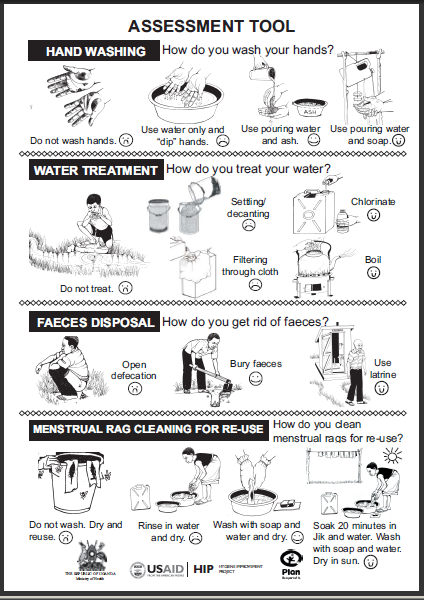 ASSESSMENT TOOL
HAND WASHING
How do you wash your hands?
ASH
Do not wash hands.
Use water only and
“dip” hands.
Use pouring water
and ash.
Use pouring water
and soap.
WATER TREATMENT
How do you treat your water?
Settling/
decanting
Chlorinate
Do not treat.
Filtering
through cloth
Boil
FAECES DISPOSAL
How do you get rid of faeces?
Open
defecation
Bury faeces
Use
latrine
MENSTRUAL RAG CLEANING FOR RE-USE
How do you clean
menstrual rags for re-use?
Do not wash. Dry and
reuse.
Rinse in water
and dry.
Wash with soap and
water and dry.
Soak 20 minutes in
Jik and water. Wash
with soap and water.
Dry in sun.
THE REPUBLIC OF UGANDA
Ministry of Health
USAID
FROM THE AMERICAN PEOPLE
HIP
HYGIENE IMPROVEMENT
PROJECT
Plan